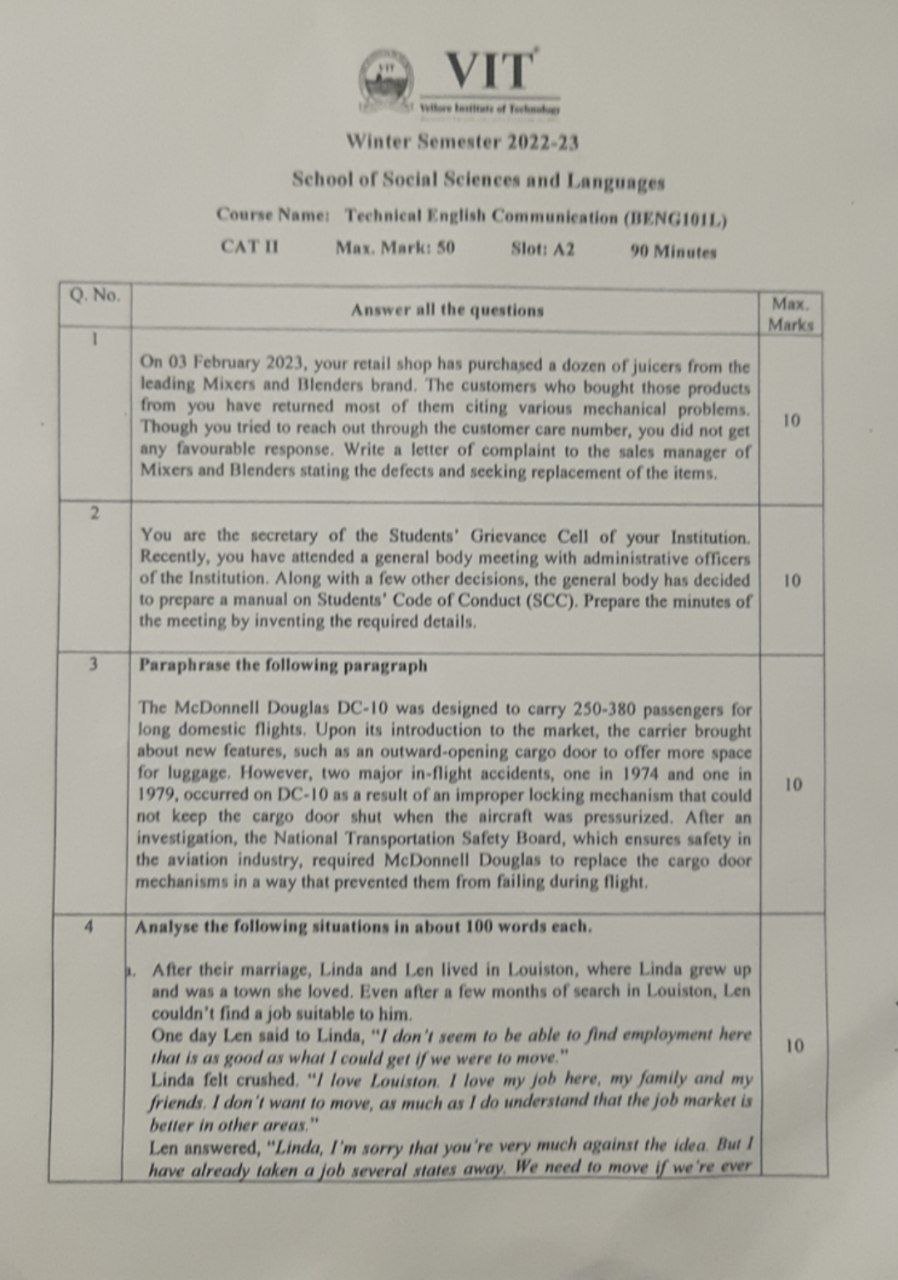 VIT
VIT
Vellore Institute of Technology
Winter Semester 2022-23
School of Social Sciences and Languages
Course Name: Technical English Communication (BENG101L)
CAT II Max. Mark: 50 Slot: A2 90 Minutes
Q. No.
Answer all the questions
Max.
Marks
1
On 03 February 2023, your retail shop has purchased a dozen of juicers from the
leading Mixers and Blenders brand. The customers who bought those products
from you have returned most of them citing various mechanical problems.
Though you tried to reach out through the customer care number, you did not get
any favourable response. Write a letter of complaint to the sales manager of
Mixers and Blenders stating the defects and seeking replacement of the items.
10
2
You are the secretary of the Students' Grievance Cell of your Institution.
Recently, you have attended a general body meeting with administrative officers
of the Institution. Along with a few other decisions, the general body has decided
to prepare a manual on Students' Code of Conduct (SCC). Prepare the minutes of
the meeting by inventing the required details.
10
3
Paraphrase the following paragraph
The McDonnell Douglas DC-10 was designed to carry 250-380 passengers for
long domestic flights. Upon its introduction to the market, the carrier brought
about new features, such as an outward-opening cargo door to offer more space
for luggage. However, two major in-flight accidents, one in 1974 and one in
1979, occurred on DC-10 as a result of an improper locking mechanism that could
not keep the cargo door shut when the aircraft was pressurized. After an
investigation, the National Transportation Safety Board, which ensures safety in
the aviation industry, required McDonnell Douglas to replace the cargo door
mechanisms in a way that prevented them from failing during flight.
10
4
Analyse the following situations in about 100 words each.
a. After their marriage, Linda and Len lived in Louiston, where Linda grew up
and was a town she loved. Even after a few months of search in Louiston, Len
couldn't find a job suitable to him.
One day Len said to Linda, "I don't seem to be able to find employment here
that is as good as what I could get if we were to move."
Linda felt crushed. "I love Louiston. I love my job here, my family and my
friends. I don't want to move, as much as I do understand that the job market is
better in other areas."
Len answered, "Linda, I'm sorry that you're very much against the idea. But I
have already taken a job several states away. We need to move if we're ever
10